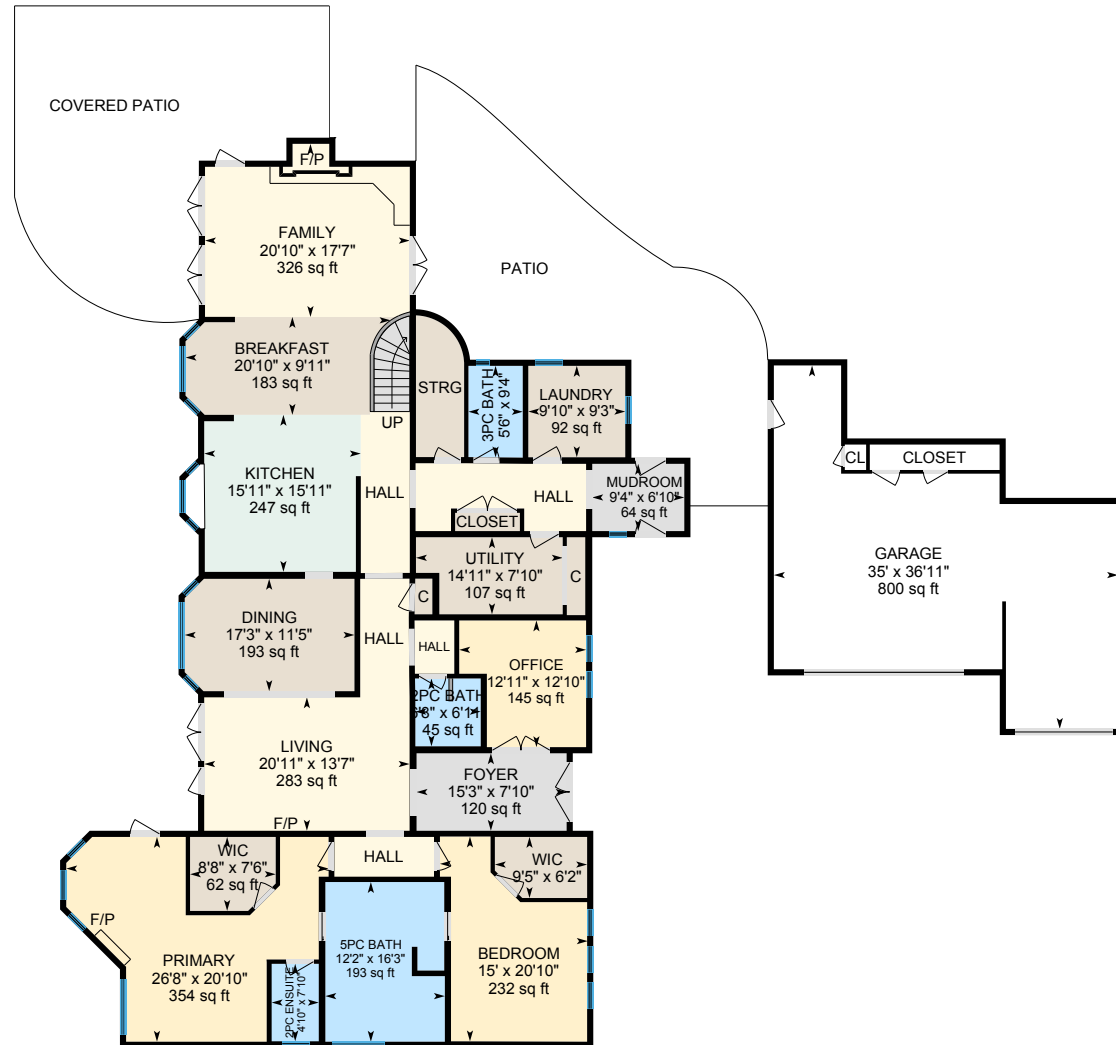 COVERED PATIO
F/P
FAMILY
20'10" x 17'7"
326 sq ft
PATIO
BREAKFAST
20'10" x 9'11"
183 sq ft
UP
STRG
3PC BATH
5'6" x 9'4"
LAUNDRY
9'10" x 9'3"
92 sq ft
KITCHEN
15'11" x 15'11"
247 sq ft
HALL
HALL
CLOSET
MUDROOM
9'4" x 6'10"
64 sq ft
CL
CLOSET
GARAGE
35' x 36'11"
800 sq ft
UTILITY
14'11" x 7'10"
107 sq ft
C
C
DINING
17'3" x 11'5"
193 sq ft
HALL
HALL
OFFICE
12'11" x 12'10"
145 sq ft
2PC BATH
6'8" x 6'11"
45 sq ft
LIVING
20'11" x 13'7"
283 sq ft
F/P
FOYER
15'3" x 7'10"
120 sq ft
WIC
8'8" x 7'6"
62 sq ft
HALL
WIC
9'5" x 6'2"
F/P
PRIMARY
26'8" x 20'10"
354 sq ft
2PC ENSUITE
4'10" x 7'10"
5PC BATH
12'2" x 16'3"
193 sq ft
BEDROOM
15' x 20'10"
232 sq ft